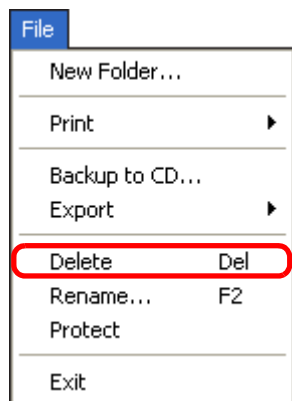 File
New Folder...
Print
Backup to CD...
Export
Delete Del
Rename... F2
Protect
Exit